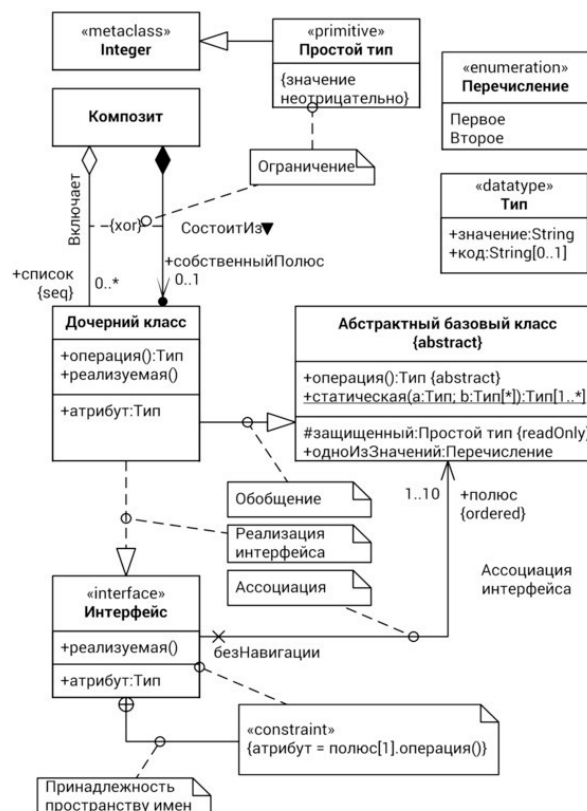 «metaclass»
Integer
«primitive»
Простой тип
{значение
неотрицательно}
«enumeration»
Перечисление
Первое
Второе
Композит
Ограничение
Включает
{xor}
СостоитИз▼
«datatype»
Тип
+значение:String
+код:String[0..1]
+список
{seq}
0..*
+собственныйПолюс
0..1
Дочерний класс
+операция():Тип
+реализуемая()
+атрибут:Тип
Абстрактный базовый класс
{abstract}
+операция():Тип {abstract}
+статическая(a:Тип; b:Тип[*]):Тип[1..*]
#защищенный:Простой тип {readOnly}
+одноИзЗначений:Перечисление
Обобщение
1..10
+полюс
{ordered}
Реализация
интерфейса
Ассоциация
Ассоциация
интерфейса
«interface»
Интерфейс
+реализуемая()
+атрибут:Тип
безНавигации
«constraint»
{атрибут = полюс[1].операция()}
Принадлежность
пространству имен